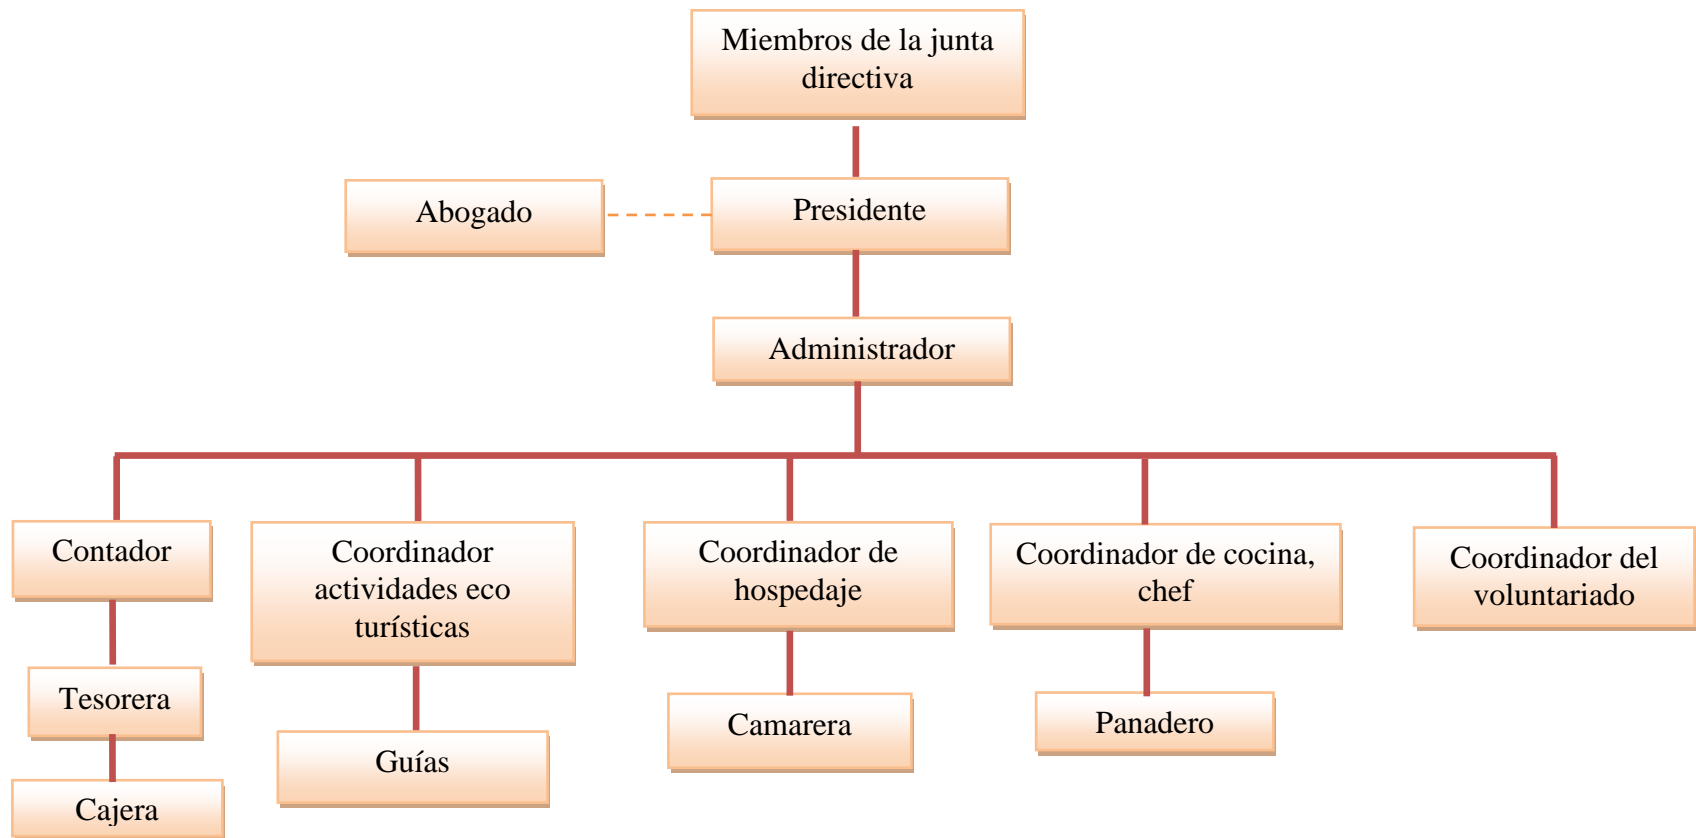 Miembros de la junta
directiva
Abogado
Presidente
Administrador
Contador
Coordinador
actividades eco
turísticas
Coordinador de
hospedaje
Coordinador de cocina,
chef
Coordinador del
voluntariado
Tesorera
Camarera
Panadero
Guías
Cajera